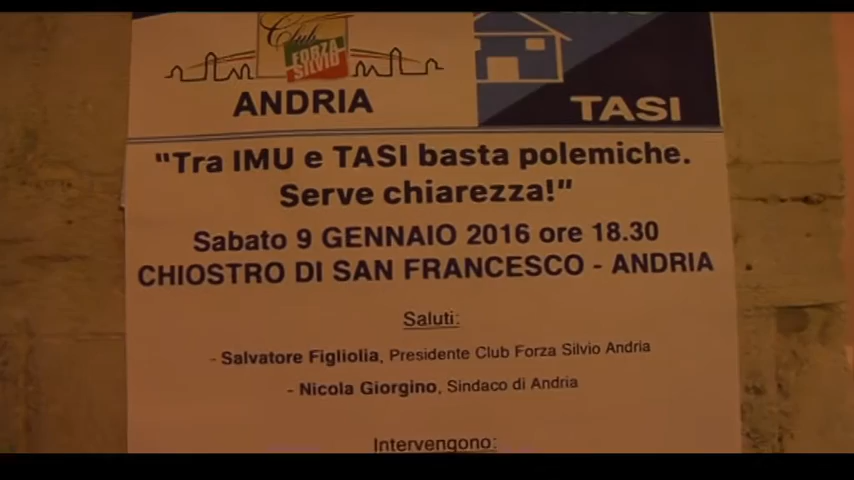 Club
FORZA
SILVIO
ANDRIA
TASI
"Tra IMU e TASI basta polemiche.
Serve chiarezza!"
Sabato 9 GENNAIO 2016 ore 18.30
CHIOSTRO DI SAN FRANCESCO - ANDRIA
Saluti:
- Salvatore Figliolia, Presidente Club Forza Silvio Andria
- Nicola Giorgino, Sindaco di Andria
Intervengono: